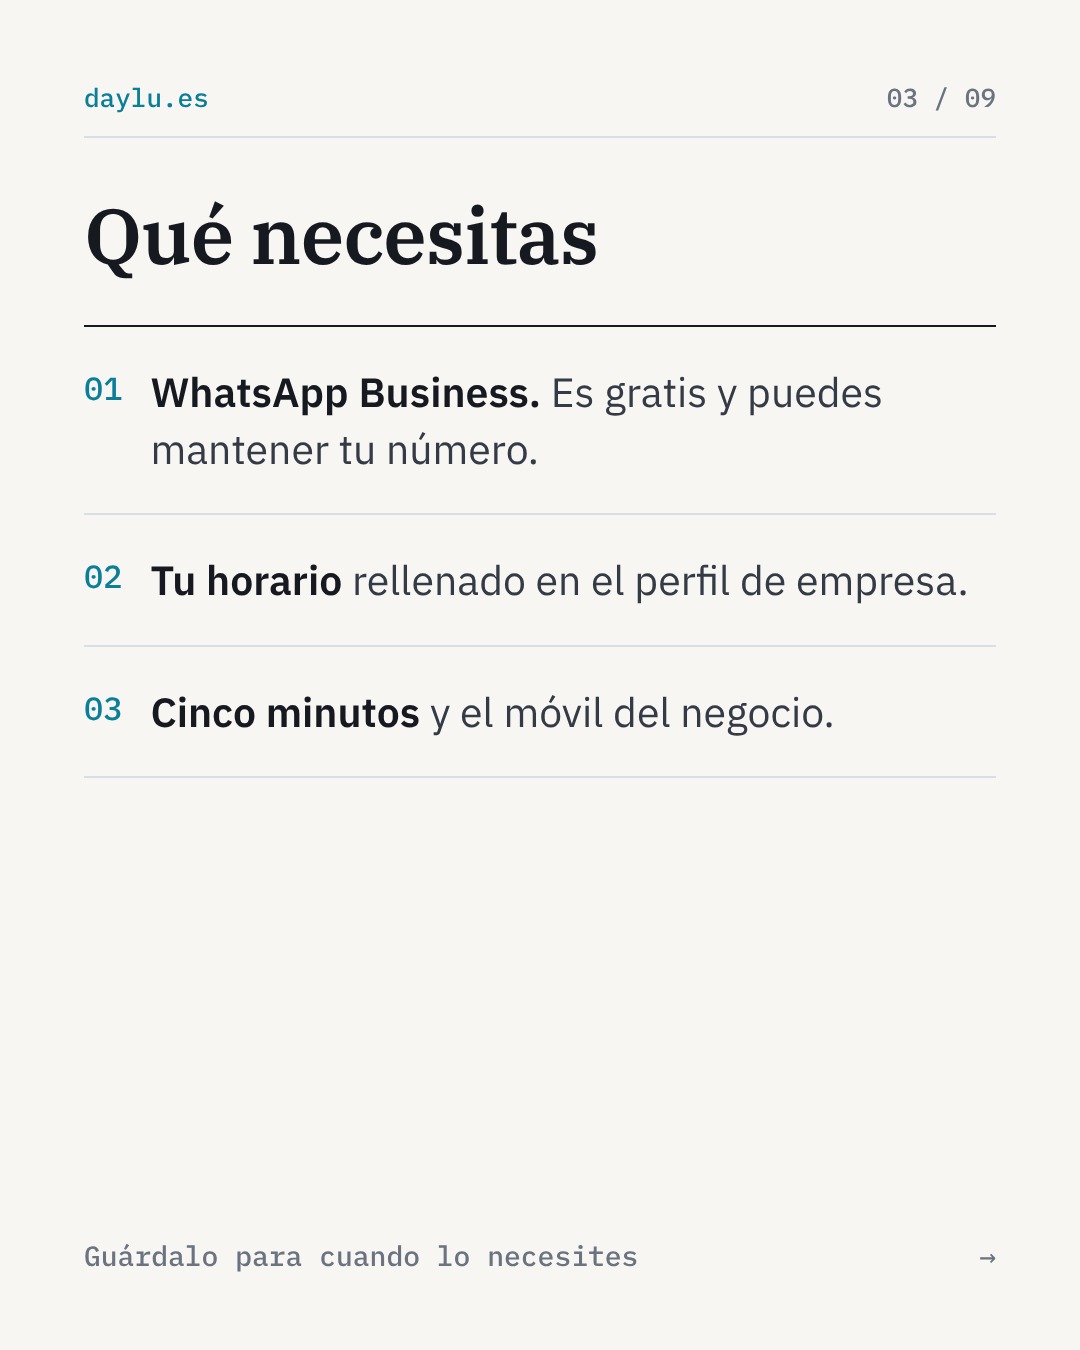 daylu.es
03 / 09
Qué necesitas
01 WhatsApp Business. Es gratis y puedes
mantener tu número.
02 Tu horario rellenado en el perfil de empresa.
03 Cinco minutos y el móvil del negocio.
Guárdalo para cuando lo necesites →